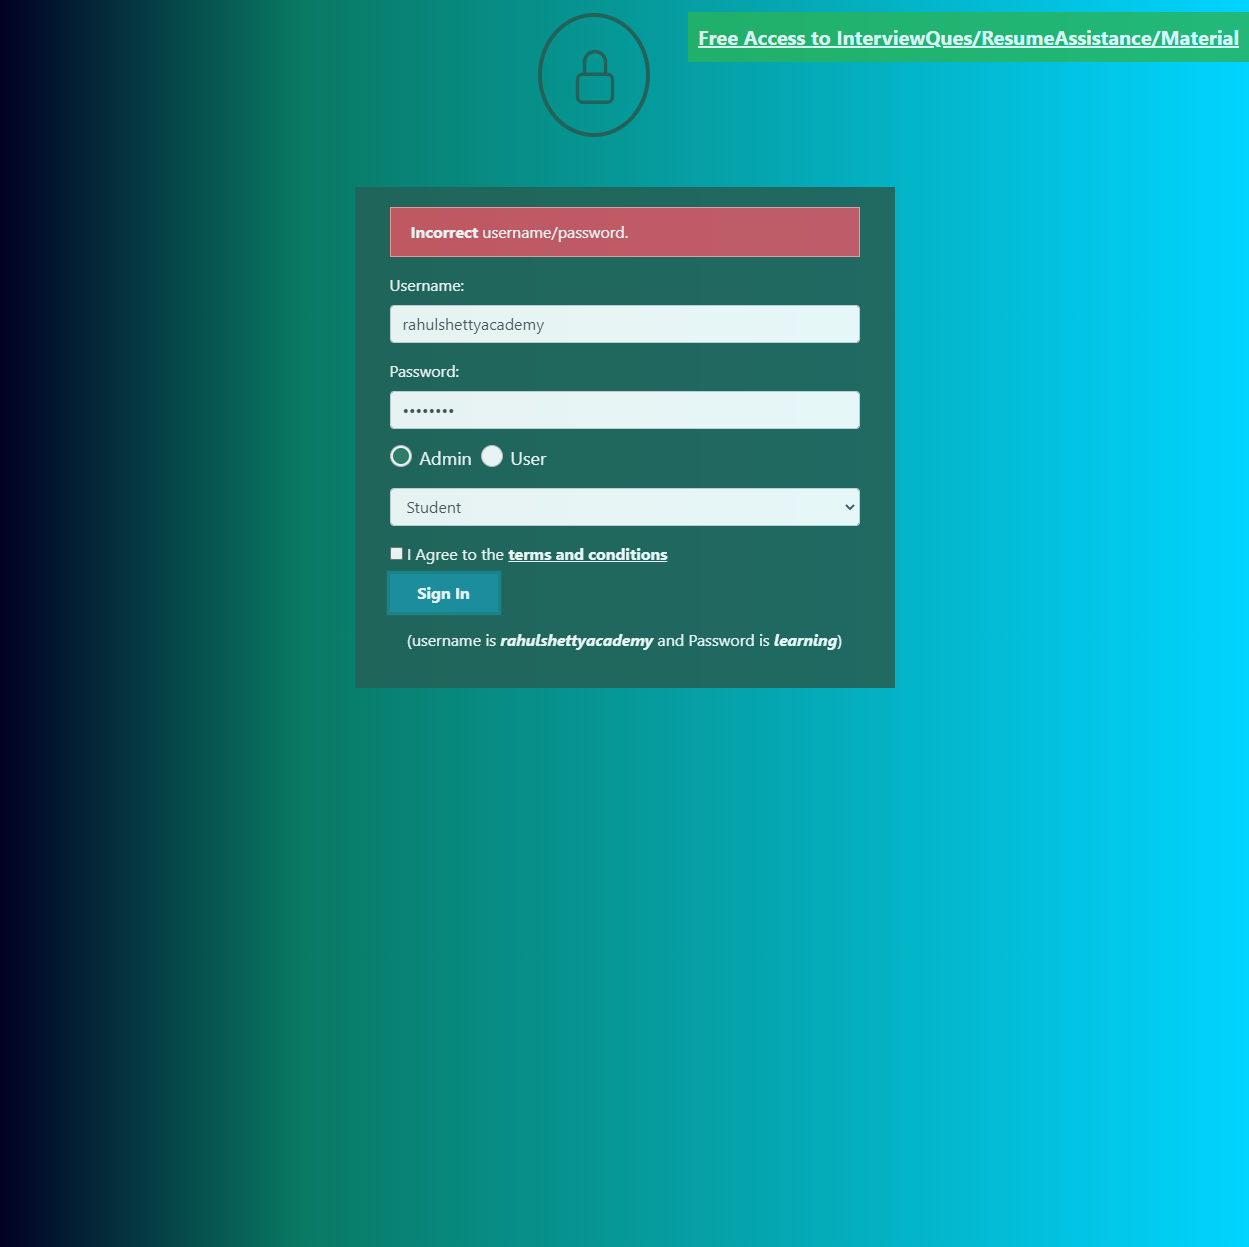 Free Access to InterviewQues/ResumeAssistance/Material
Incorrect username/password.
Username:
rahulshettyacademy
Password:
••••••••
Admin User
Student
I Agree to the terms and conditions
Sign In
(username is rahulshettyacademy and Password is learning)